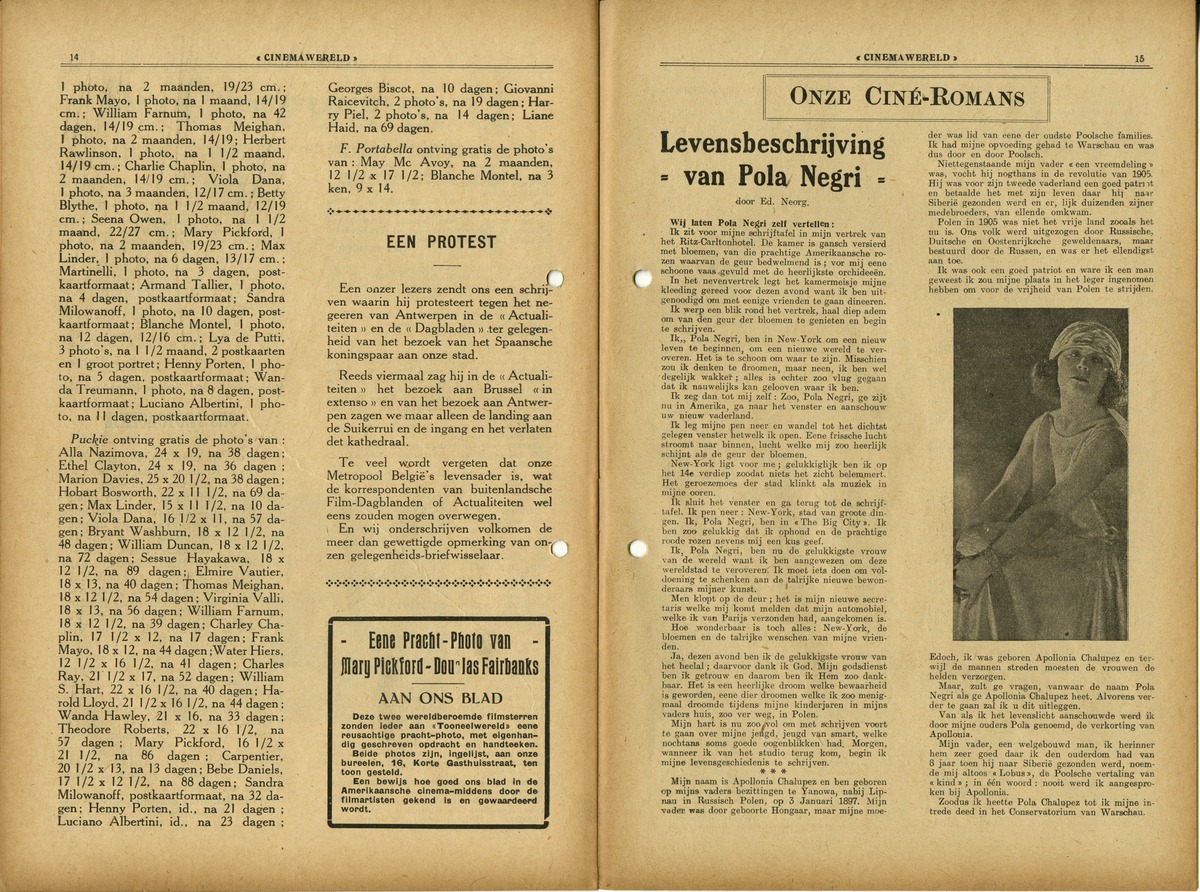 14
« CINEMAWERELD »
1 photo, na 2 maanden, 19/23 cm.;
Frank Mayo, 1 photo, na 1 maand, 14/19
cm.; William Farnum, 1 photo, na 42
dagen, 14/19 cm.; Thomas Meighan,
1 photo, na 2 maanden, 14/19; Herbert
Rawlinson, 1 photo, na 1 1/2 maand,
14/19 cm.; Charlie Chaplin, 1 photo, na
2 maanden, 14/19 cm.; Viola Dana,
1 photo, na 3 maanden, 12/17 cm.; Betty
Blythe, 1 photo, na 1 1/2 maand, 12/19
cm.; Seena Owen, 1 photo, na 1 1/2
maand, 22/27 cm.; Mary Pickford, 1
photo, na 2 maanden, 19/23 cm.; Max
Linder, 1 photo, na 6 dagen, 13/17 cm.;
Martinelli, 1 photo, na 3 dagen, post-
kaartformaat; Armand Tallier, 1 photo,
na 4 dagen, postkaartformaat; Sandra
Milowanoff, 1 photo, na 10 dagen, post-
kaartformaat; Blanche Montel, 1 photo,
na 12 dagen, 12/16 cm.; Lya de Putti,
3 photo's, na 1 1/2 maand, 2 postkaarten
en 1 groot portret; Henny Porten, 1 pho-
to, na 5 dagen, postkaartformaat; Wan-
da Treumann, 1 photo, na 8 dagen, post-
kaartformaat; Luciano Albertini, 1 pho-
to, na 11 dagen, postkaartformaat.
Puckie ontving gratis de photo's van :
Alla Nazimova, 24 x 19, na 38 dagen;
Ethel Clayton, 24 x 19, na 36 dagen ;
Marion Davies, 25 x 20 1/2, na 38 dagen;
Hobart Bosworth, 22 x 11 1/2, na 69 da-
gen; Max Linder, 15 x 11 1/2, na 10 da-
gen; Viola Dana, 16 1/2 x 11, na 57 da-
gen; Bryant Washburn, 18 x 12 1/2, na
48 dagen; William Duncan, 18 x 12 1/2,
na 72 dagen; Sessue Hayakawa, 18 x
12 1/2, na 89 dagen; Elmire Vautier,
18 x 13, na 40 dagen; Thomas Meighan,
18 x 12 1/2, na 54 dagen; Virginia Valli,
18 x 13, na 56 dagen; William Farnum,
18 x 12 1/2, na 39 dagen; Charley Cha-
plin, 17 1/2 x 12, na 17 dagen; Frank
Mayo, 18 x 12, na 44 dagen; Water Hiers,
12 1/2 x 16 1/2, na 41 dagen; Charles
Ray, 21 1/2 x 17, na 52 dagen; William
S. Hart, 22 x 16 1/2, na 40 dagen; Ha-
rold Lloyd, 21 1/2 x 16 1/2, na 44 dagen;
Wanda Hawley, 21 x 16, na 33 dagen;
Theodore Roberts, 22 x 16 1/2, na
57 dagen ; Mary Pickford, 16 1/2 x
21 1/2, na 86 dagen ; Carpentier,
20 1/2 x 13, na 13 dagen; Bebe Daniels,
17 1/2 x 12 1/2, na 88 dagen; Sandra
Milowanoff, postkaartformaat, na 32 da-
gen; Henny Porten, id., na 21 dagen ;
Luciano Albertini, id., na 23 dagen ;
Georges Biscot, na 10 dagen; Giovanni
Raicevitch, 2 photo's, na 19 dagen; Har-
ry Piel, 2 photo's, na 14 dagen; Liane
Haid, na 69 dagen.
F. Portabella ontving gratis de photo's
van : May Mc Avoy, na 2 maanden,
12 1/2 x 17 1/2; Blanche Montel, na 3
ken, 9 x 14.
EEN PROTEST
Een onzer lezers zendt ons een schrij-
ven waarin hij protesteert tegen het ne-
geeren van Antwerpen in de « Actuali-
teiten » en de « Dagbladen » ter gelegen-
heid van het bezoek van het Spaansche
koningspaar aan onze stad.
Reeds viermaal zag hij in de « Actuali-
teiten » het bezoek aan Brussel « in
extenso » en van het bezoek aan Antwer-
pen zagen we maar alleen de landing aan
de Suikerrui en de ingang en het verlaten
det kathedraal.
Te veel wordt vergeten dat onze
Metropool België's levensader is, wat
de korrespondenten van buitenlandsche
Film-Dagblanden of Actualiteiten wel
eens zouden mogen overwegen.
En wij onderschrijven volkomen de
meer dan gewettigde opmerking van on-
zen gelegenheids-briefwisselaar.
- Eene Pracht-Photo van -
Mary Pickford - Dou las Fairbanks
AAN ONS BLAD
Deze twee wereldberoemde filmsterren
zonden ieder aan «Tooneelwereld» eene
reusachtige pracht-photo, met eigenhan-
dig geschreven opdracht en handteeken.
Beide photos zijn, ingelijst, aan onze
bureelen, 16, Korte Gasthuisstraat, ten
toon gesteld.
Een bewijs hoe goed ons blad in de
Amerikaansche cinema-middens door de
filmartisten gekend is en gewaardeerd
wordt.
« CINEMAWERELD »
15
ONZE CINÉ-ROMANS
Levensbeschrijving
= van Pola Negri =
door Ed. Neorg.
Wij laten Pola Negri zelf vertellen :
Ik zit voor mijne schrijftafel in mijn vertrek van
het Ritz-Carltonhotel. De kamer is gansch versierd
met bloemen, van die prachtige Amerikaansche ro-
zen waarvan de geur bedwelmend is ; vor mij eene
schoone vaas gevuld met de heerlijkste orchideeën.
In het nevenvertrek legt het kamermeisje mijne
kleeding gereed voor dezen avond want ik ben uit-
genoodigd om met eenige vrienden te gaan dineeren.
Ik werp een blik rond het vertrek, haal diep adem
om van den geur der bloemen te genieten en begin
te schrijven.
Ik,, Pola Negri, ben in New-York om een nieuw
leven te beginnen, om een nieuwe wereld te ver-
overen. Het is te schoon om waar te zijn. Misschien
zou ik denken te droomen, maar neen, ik ben wel
degelijk wakker ; alles is echter zoo vlug gegaan
dat ik nauwelijks kan gelooven waar ik ben.
Ik zeg dan tot mij zelf : Zoo, Pola Negri, ge zijt
nu in Amerika, ga naar het venster en aanschouw
uw nieuw vaderland.
Ik leg mijne pen neer en wandel tot het dichtst
gelegen venster hetwelk ik open. Eene frissche lucht
stroomt naar binnen, lucht welke mij zoo heerlijk
schijnt als de geur der bloemen.
New-York ligt voor me ; gelukkiglijk ben ik op
het 14e verdiep zoodat niets het zicht belemmert.
Het geroezemoes der stad klinkt als muziek in
mijne ooren.
Ik sluit het venster en ga terug tot de schrijf-
tafel. Ik pen neer : New-York, stad van groote din-
gen. Ik, Pola Negri, ben in «The Big City». Ik
ben zoo gelukkig dat ik ophoud en de prachtige
roode rozen nevens mij een kus geef.
Ik, Pola Negri, ben nu de gelukkigste vrouw
van de wereld want ik ben aangewezen om deze
wereldstad te veroveren. Ik moet iets doen om vol-
doening te schenken aan de talrijke nieuwe bewon-
deraars mijner kunst.
Men klopt op de deur ; het is mijn nieuwe secre-
taris welke mij komt melden dat mijn automobiel,
welke ik van Parijs verzonden had, aangekomen is.
Hoe wonderbaar is toch alles : New-York, de
bloemen en de talrijke wenschen van mijne vrien-
den.
Ja, dezen avond ben ik de gelukkigste vrouw van
het heelal ; daarvoor dank ik God. Mijn godsdienst
ben ik getrouw en daarom ben ik Hem zoo dank-
baar. Het is een heerlijke droom welke bewaarheid
is geworden, eene dier droomen welke ik zoo menig-
maal droomde tijdens mijne kinderjaren in mijns
vaders huis, zoo ver weg, in Polen.
Mijn hart is nu zoo vol om met schrijven voort
te gaan over mijne jeugd, jeugd van smart, welke
nochtans soms goede oogenblikken had. Morgen,
wanneer ik van het studio terug kom, begin ik
mijne levensgeschiedenis te schrijven.
* * *
Mijn naam is Apollonia Chalupez en ben geboren
op mijns vaders bezittingen te Yanowa, nabij Lip-
nau in Russisch Polen, op 3 Januari 1897. Mijn
vader was door geboorte Hongaar, maar mijne moe-
der was lid van eene der oudste Poolsche families.
Ik had mijne opvoeding gehad te Warschau en was
dus door en door Poolsch.
Niettegenstaande mijn vader « een vreemdeling »
was, vocht hij nogthans in de revolutie van 1905.
Hij was voor zijn tweede vaderland een goed patriot
en betaalde het met zijn leven daar hij naar
Siberië gezonden werd en er, lijk duizenden zijner
medebroeders, van ellende omkwam.
Polen in 1905 was niet het vrije land zooals het
nu is. Ons volk werd uitgezogen door Russische,
Duitsche en Oostenrijksche geweldenaars, maar
bestuurd door de Russen, en was er het ellendigst
aan toe.
Ik was ook een goed patriot en ware ik een man
geweest ik zou mijne plaats in het leger ingenomen
hebben om voor de vrijheid van Polen te strijden.
Edoch, ik was geboren Apollonia Chalupez en ter-
wijl de mannen streden moesten de vrouwen de
helden verzorgen.
Maar, zult ge vragen, vanwaar de naam Pola
Negri als ge Apollonia Chalupez heet. Alvorens ver-
der te gaan zal ik u dit uitleggen.
Van als ik het levenslicht aanschouwde werd ik
door mijne ouders Pola genoemd, de verkorting van
Apollonia.
Mijn vader, een welgebouwd man, ik herinner
hem zeer goed daar ik den ouderdom had van
8 jaar toen hij naar Siberië gezonden werd, noem-
de mij altoos « Lobus », de Poolsche vertaling van
« kind » ; in één woord : nooit werd ik aangespro-
ken bij Apollonia.
Zoodus ik heette Pola Chalupez tot ik mijne in-
trede deed in het Conservatorium van Warschau.